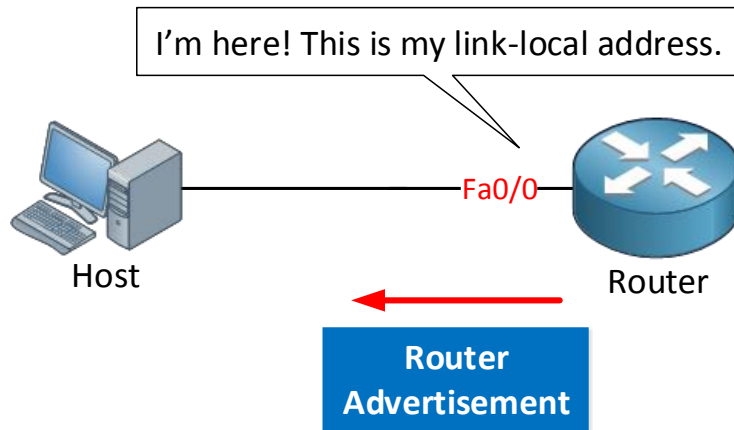 I'm here! This is my link-local address.
Fa0/0
Host
Router
Router
Advertisement